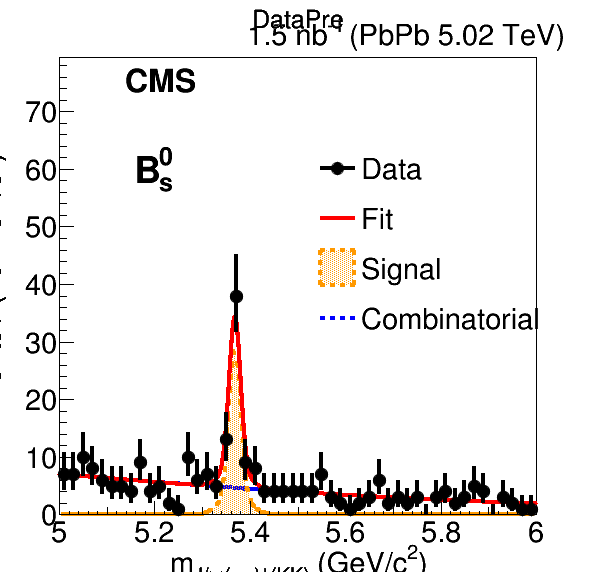 DataPre
1.5 nb⁻¹ (PbPb 5.02 TeV)
CMS
B⁰ₛ
Data
Fit
Signal
Combinatorial
70
60
50
40
30
20
10
0
5 5.2 5.4 5.6 5.8 6
(GeV/c²)